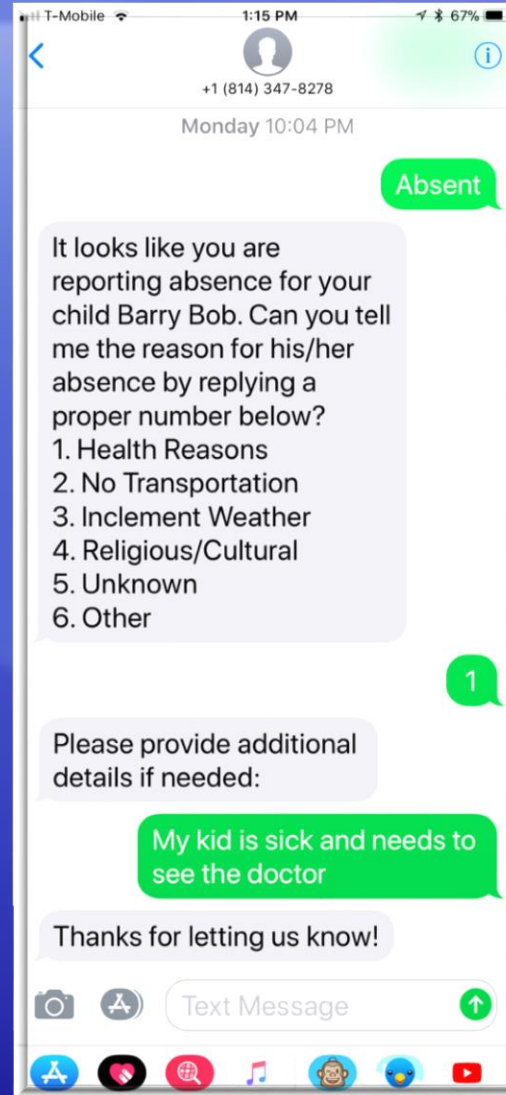 T-Mobile 1:15 PM 67%
+1 (814) 347-8278
Monday 10:04 PM
Absent
It looks like you are
reporting absence for your
child Barry Bob. Can you tell
me the reason for his/her
absence by replying a
proper number below?
1. Health Reasons
2. No Transportation
3. Inclement Weather
4. Religious/Cultural
5. Unknown
6. Other
1
Please provide additional
details if needed:
My kid is sick and needs to
see the doctor
Thanks for letting us know!
Text Message